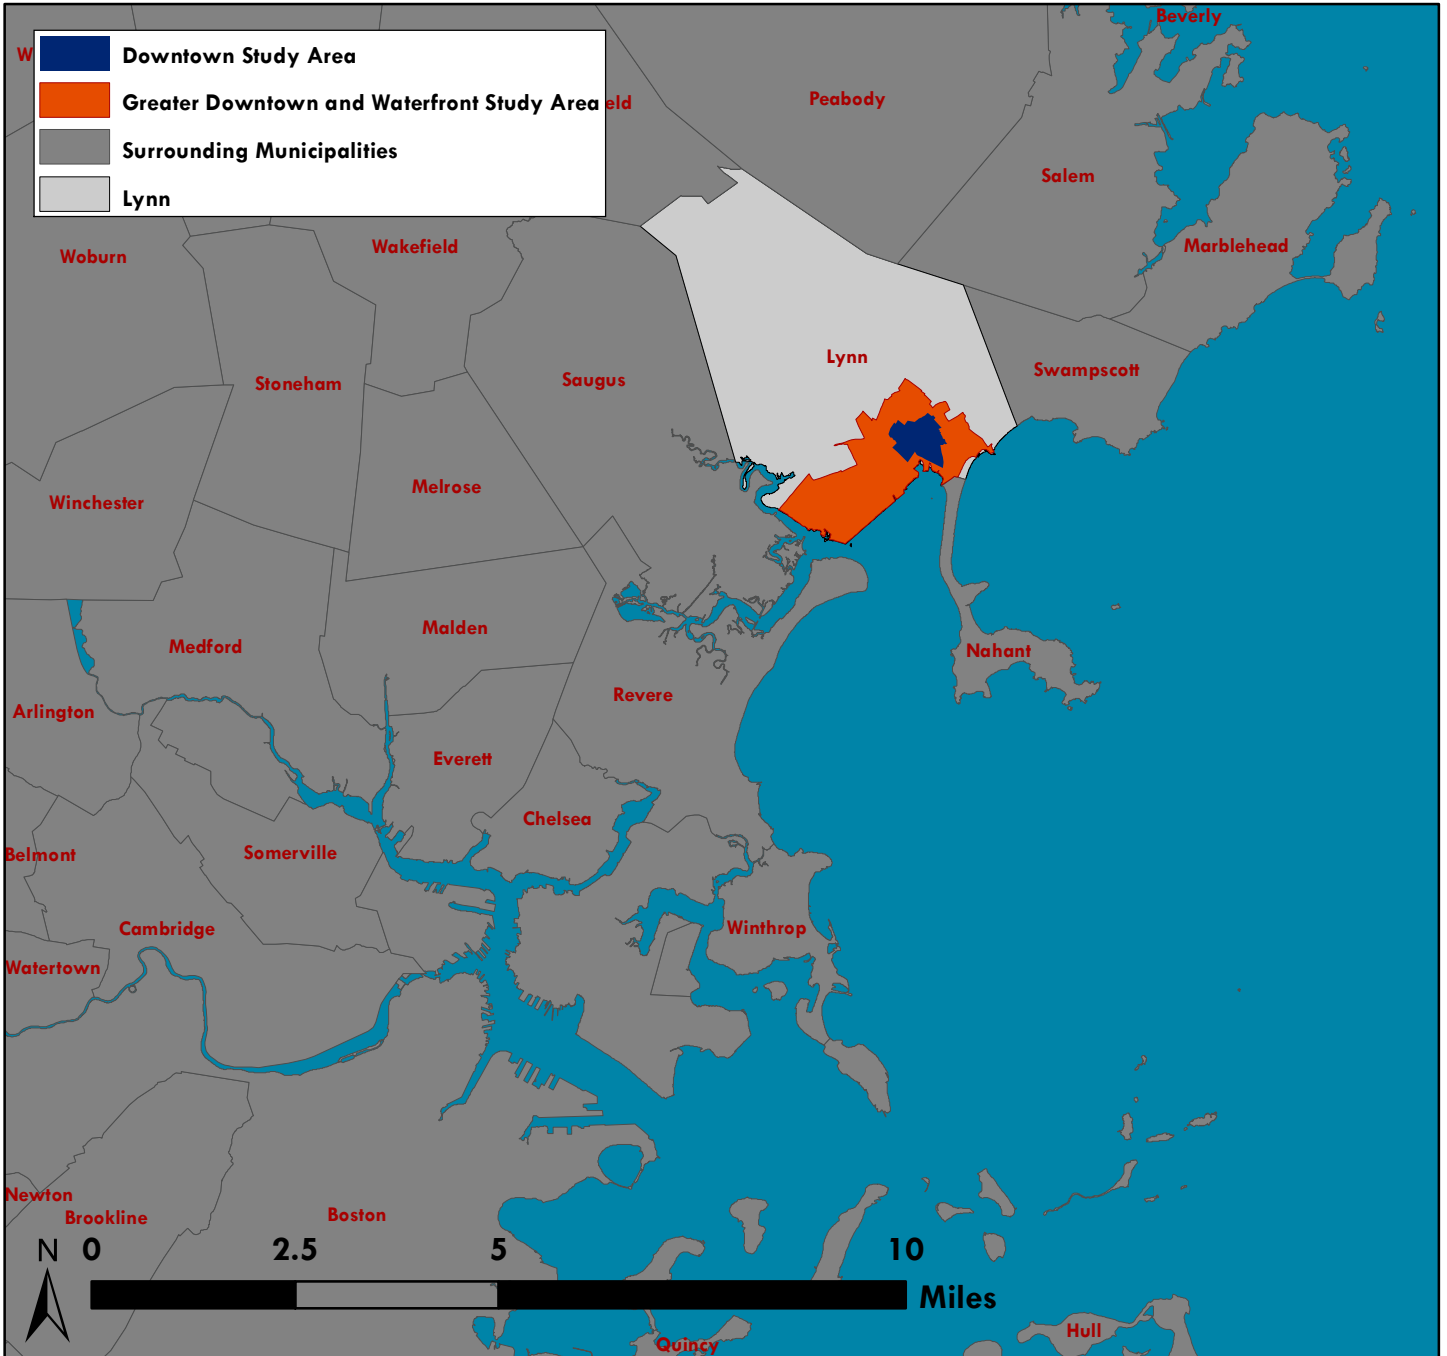 Beverly
W
Downtown Study Area
Greater Downtown and Waterfront Study Area
eld
Peabody
Surrounding Municipalities
Salem
Lynn
Woburn
Wakefield
Marblehead
Lynn
Stoneham
Saugus
Swampscott
Winchester
Melrose
Medford
Malden
Nahant
Revere
Arlington
Everett
Chelsea
Belmont
Somerville
Cambridge
Winthrop
Watertown
Newton
Brookline
Boston
N 0 2.5 5 10
Miles
Hull
Quincy